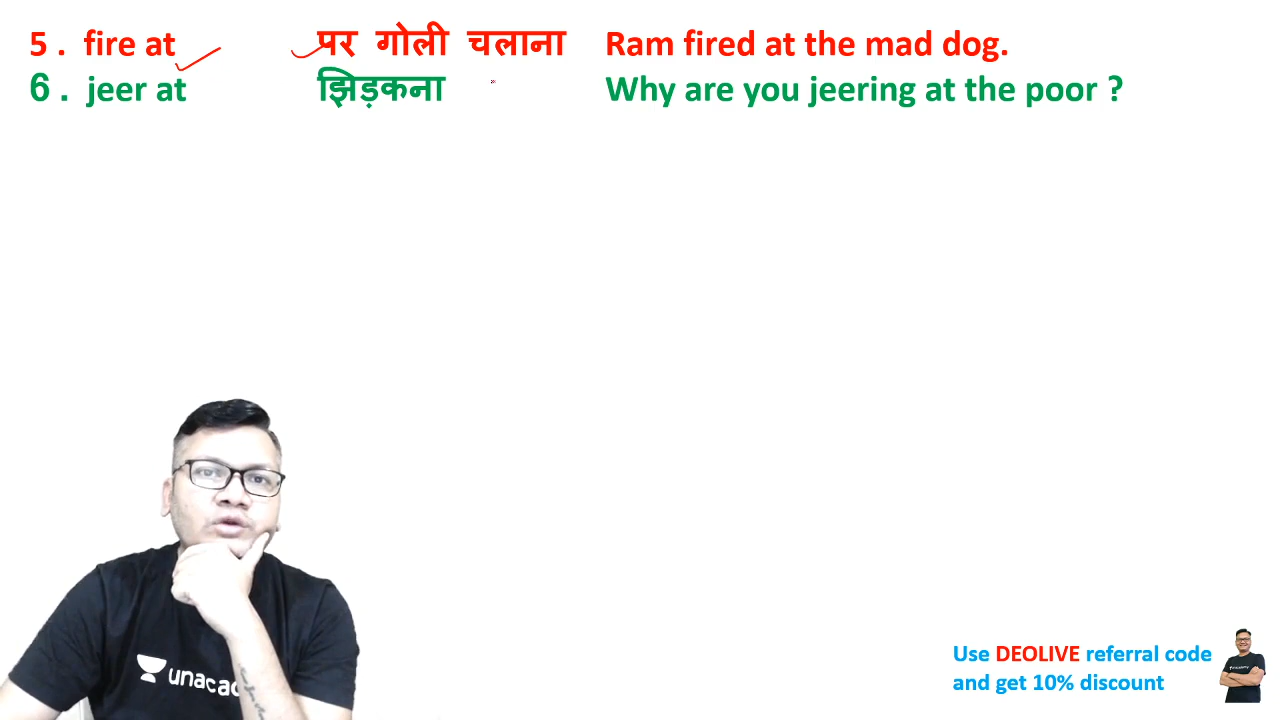 5 . fire at पर गोली चलाना Ram fired at the mad dog.
6 . jeer at झिड़कना Why are you jeering at the poor ?
unaca
Use DEOLIVE referral code
and get 10% discount